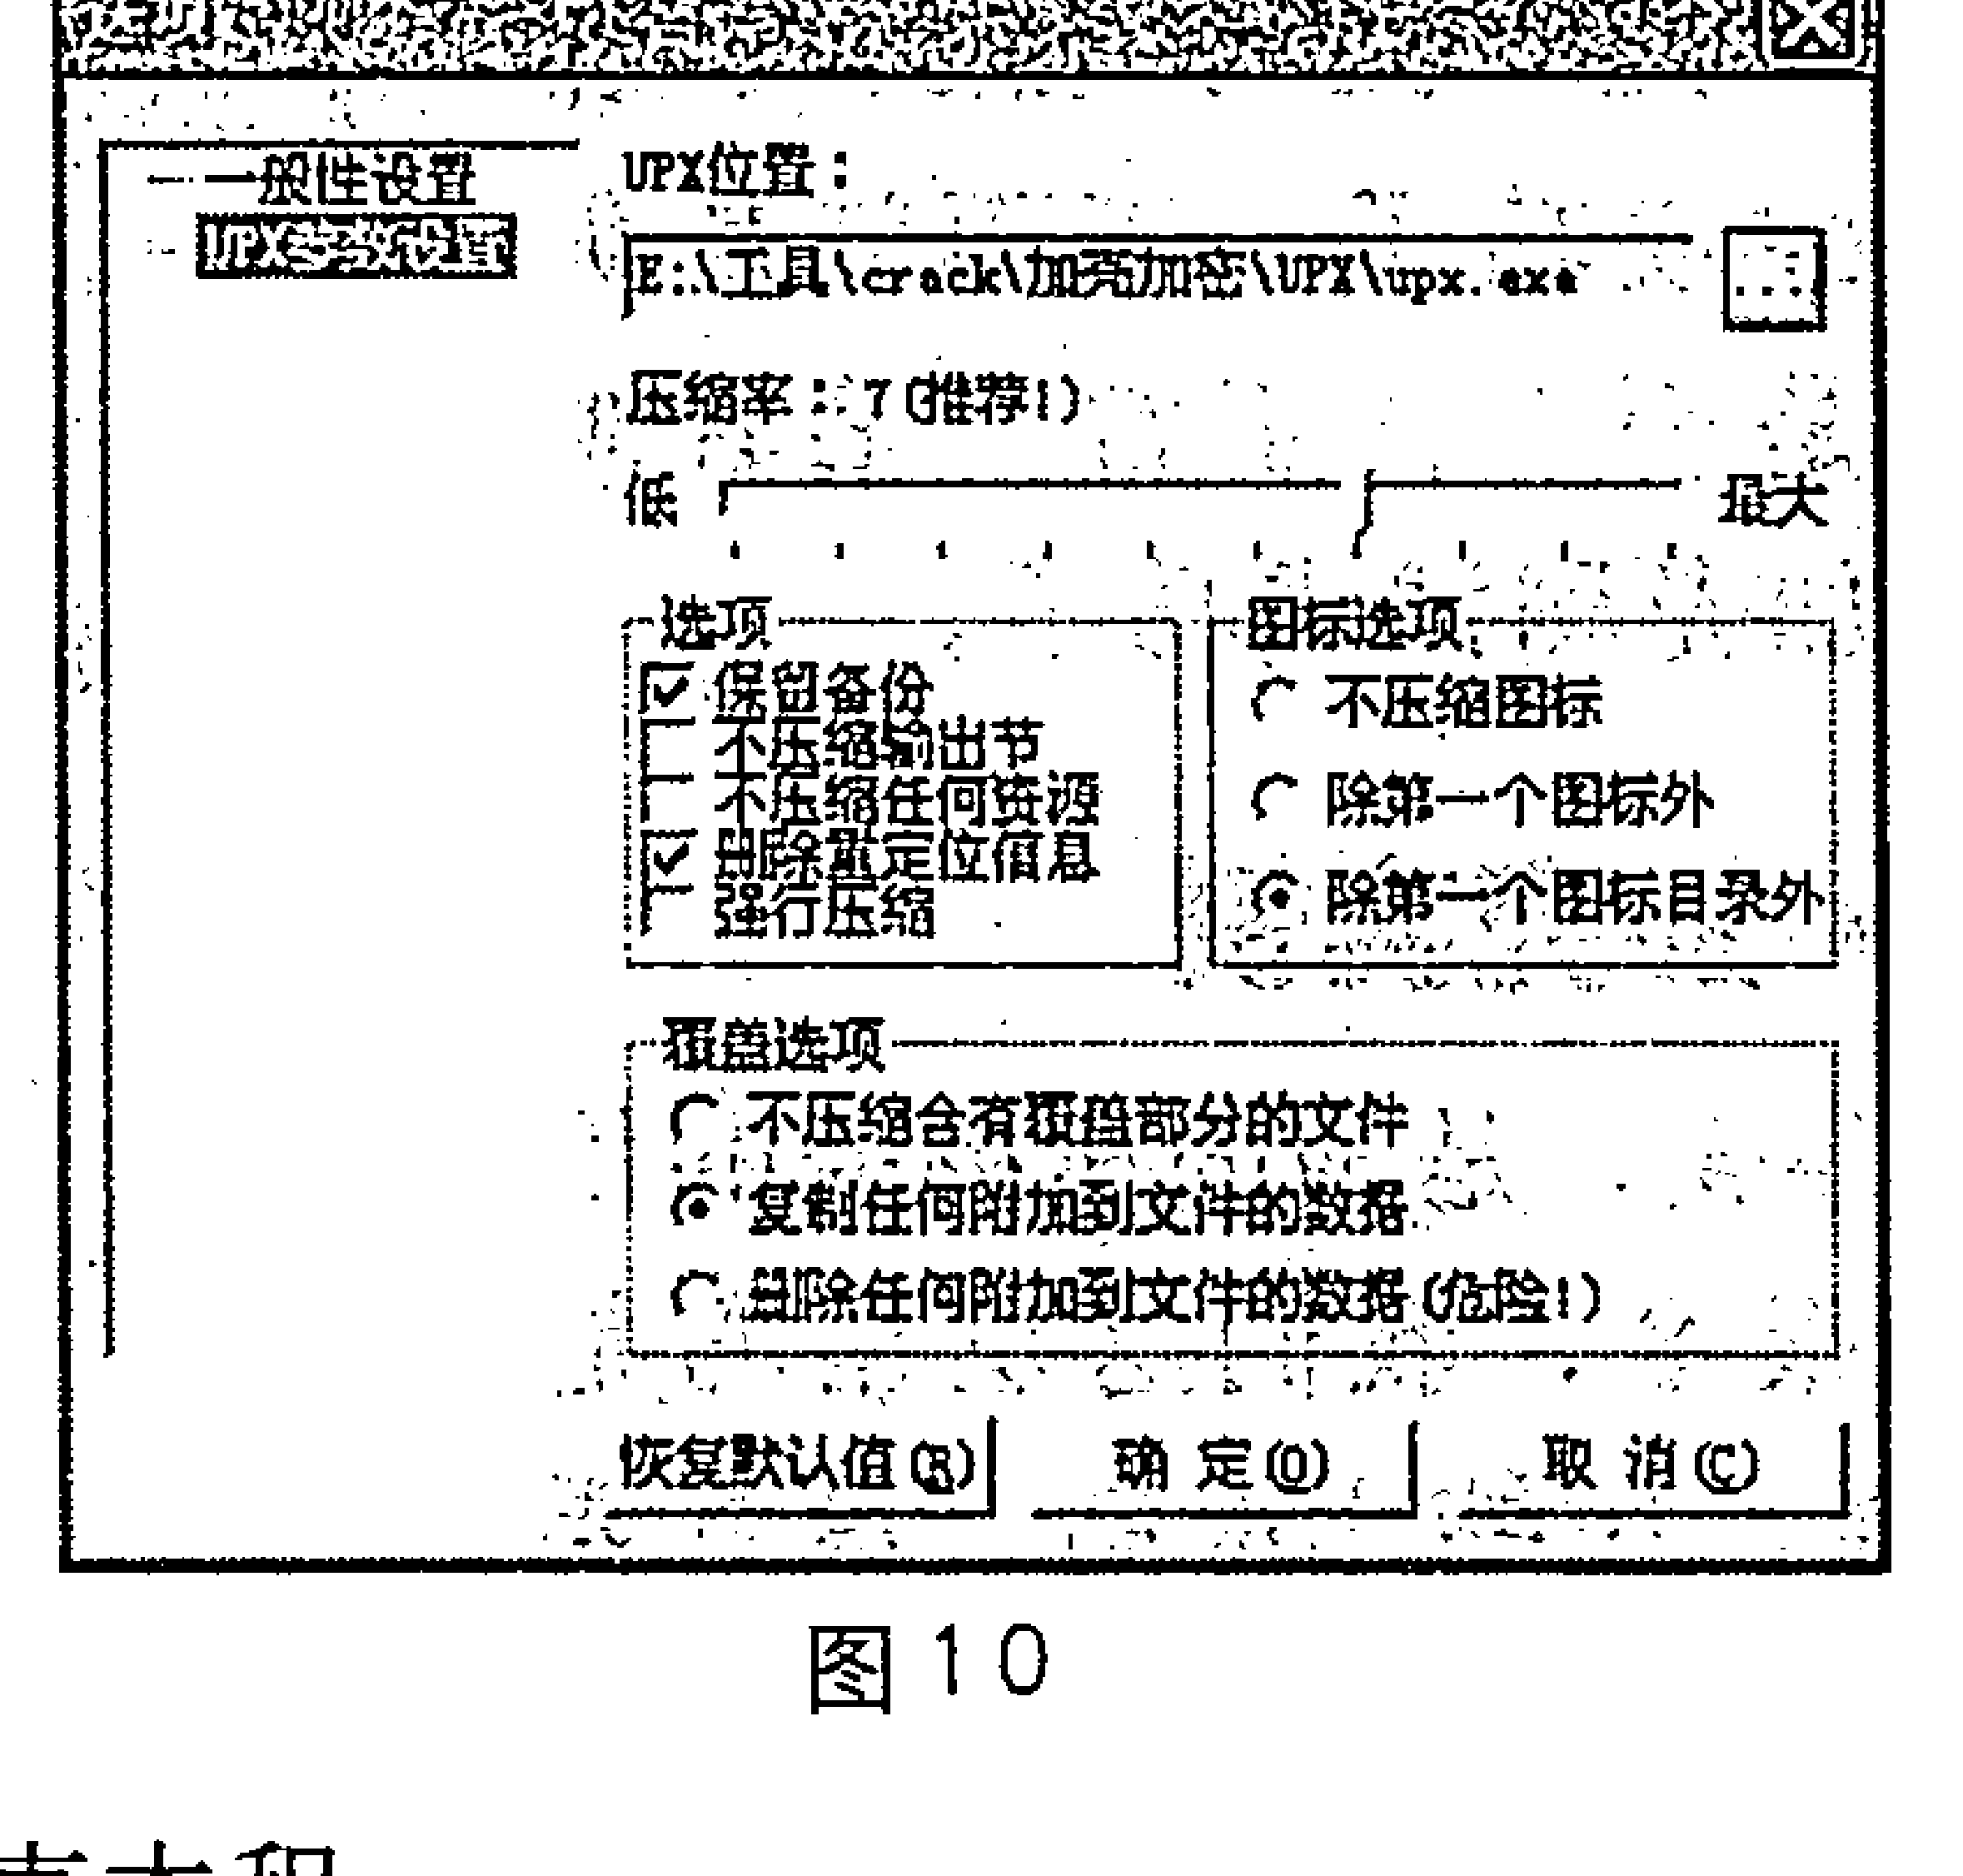 一般性设置
UPX参数设置
UPX位置：
E:\工具\crack\加壳加密\UPX\upx.exe
...
压缩率：7(推荐!)
低
最大
选项
保留备份
不压缩输出节
不压缩任何资源
删除重定位信息
强行压缩
图标选项
不压缩图标
除第一个图标外
除第一个图标目录外
覆盖选项
不压缩含有覆盖部分的文件
复制任何附加到文件的数据
删除任何附加到文件的数据(危险!)
恢复默认值(R)
确 定(O)
取 消(C)
图10